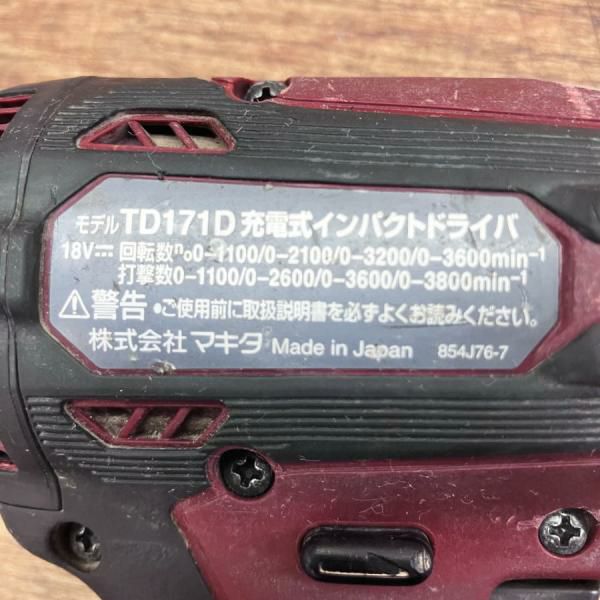 モデル TD171D 充電式インパクトドライバ
18V⎓ 回転数n₀0-1100/0-2100/0-3200/0-3600min⁻¹
打撃数0-1100/0-2600/0-3600/0-3800min⁻¹
⚠警告 •ご使用前に取扱説明書を必ずよくお読みください。
株式会社 マキタ Made in Japan 854J76-7